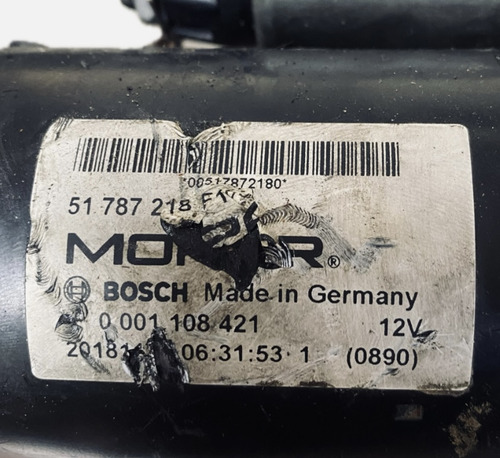 *00517872180*
51 787 218
® BOSCH Made in Germany
0 001 108 421 12V
06:31:53 1 (0890)